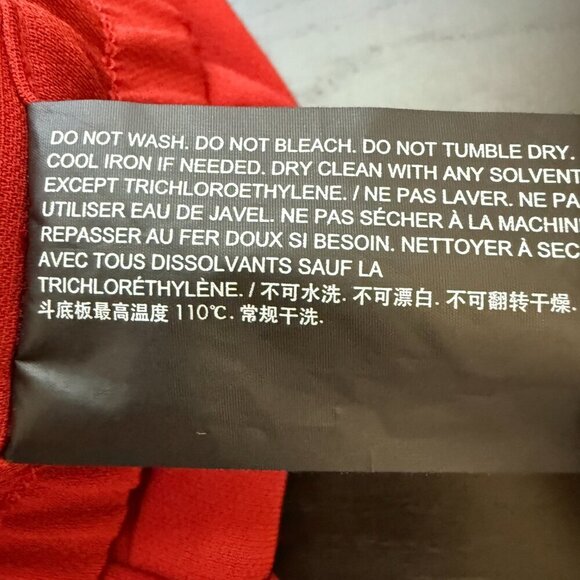 DO NOT WASH. DO NOT BLEACH. DO NOT TUMBLE DRY.
COOL IRON IF NEEDED. DRY CLEAN WITH ANY SOLVENT
EXCEPT TRICHLOROETHYLENE. / NE PAS LAVER. NE PA
UTILISER EAU DE JAVEL. NE PAS SÉCHER À LA MACHIN
REPASSER AU FER DOUX SI BESOIN. NETTOYER À SEC
AVEC TOUS DISSOLVANTS SAUF LA
TRICHLORÉTHYLÈNE. / 不可水洗. 不可漂白. 不可翻转干燥.
斗底板最高温度 110℃. 常规干洗.